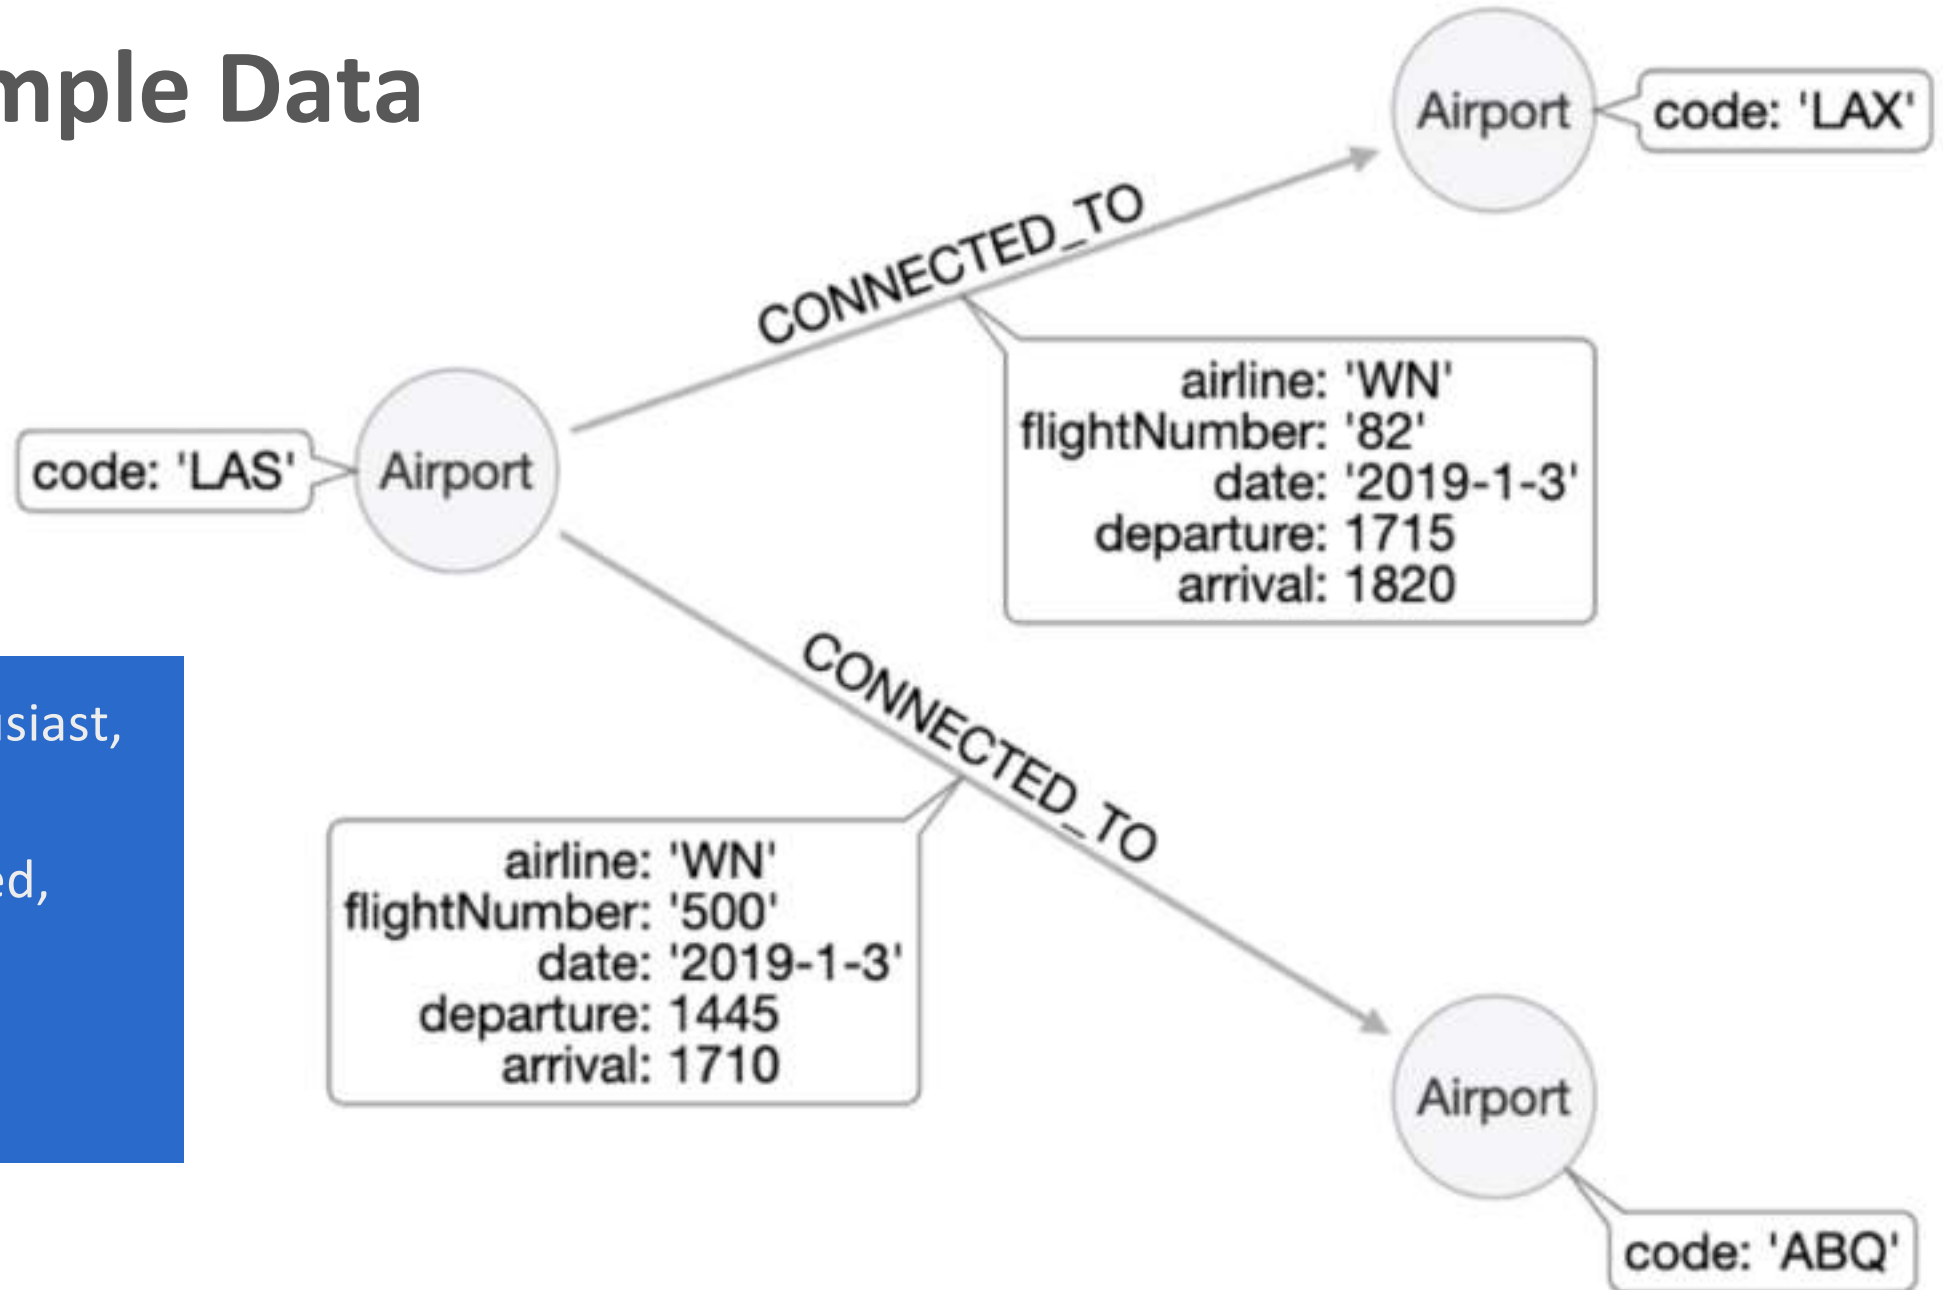 mple Data
Airport
code: 'LAX'
CONNECTED_TO
airline: 'WN'
flightNumber: '82'
date: '2019-1-3'
departure: 1715
arrival: 1820
code: 'LAS'
Airport
usiast,
ed,
CONNECTED_TO
airline: 'WN'
flightNumber: '500'
date: '2019-1-3'
departure: 1445
arrival: 1710
Airport
code: 'ABQ'